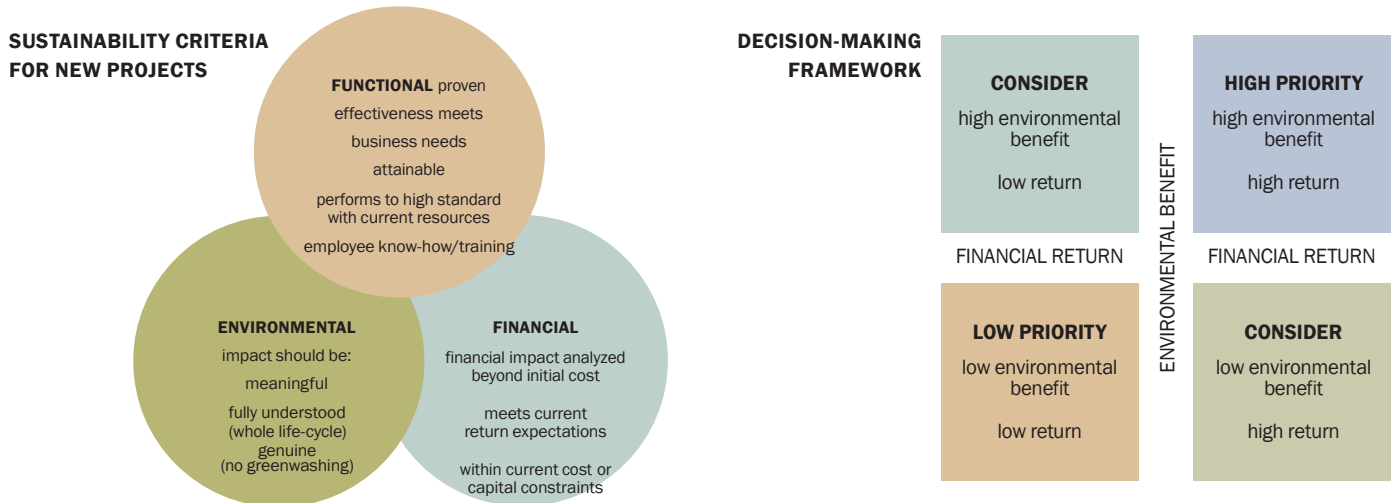 SUSTAINABILITY CRITERIA
FOR NEW PROJECTS
FUNCTIONAL proven
effectiveness meets
business needs
attainable
performs to high standard
with current resources
employee know-how/training
ENVIRONMENTAL
impact should be:
meaningful
fully understood
(whole life-cycle)
genuine
(no greenwashing)
FINANCIAL
financial impact analyzed
beyond initial cost
meets current
return expectations
within current cost or
capital constraints
DECISION-MAKING
FRAMEWORK
CONSIDER
high environmental
benefit
low return
HIGH PRIORITY
high environmental
benefit
high return
FINANCIAL RETURN
ENVIRONMENTAL BENEFIT
FINANCIAL RETURN
LOW PRIORITY
low environmental
benefit
low return
CONSIDER
low environmental
benefit
high return